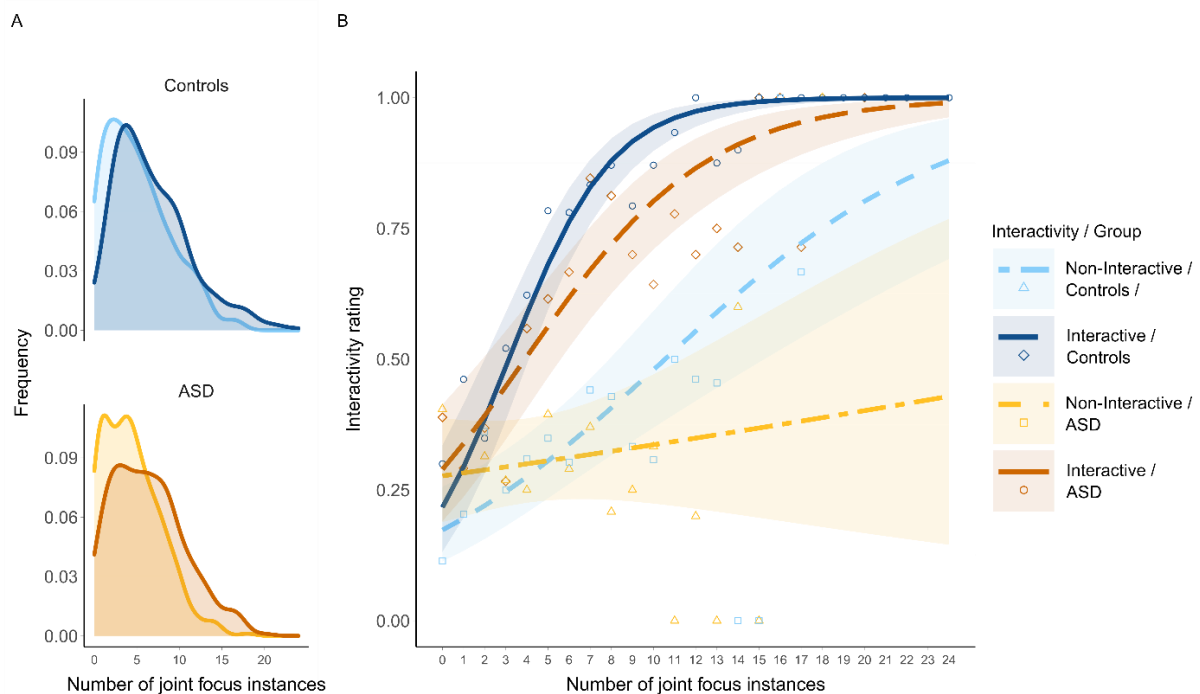 A
Controls
0.09
0.06
0.03
0.00
Frequency
ASD
0.09
0.06
0.03
0.00
0 5 10 15 20
Number of joint focus instances
B
1.00
0.75
0.50
0.25
0.00
Interactivity rating
0 1 2 3 4 5 6 7 8 9 10 11 12 13 14 15 16 17 18 19 20 21 22 23 24
Number of joint focus instances
Interactivity / Group
Non-Interactive /
Controls /
Interactive /
Controls
Non-Interactive /
ASD
Interactive /
ASD